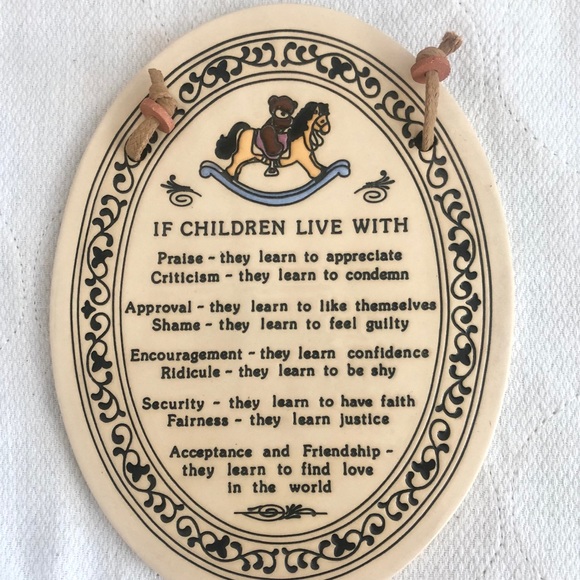 IF CHILDREN LIVE WITH
Praise - they learn to appreciate
Criticism - they learn to condemn
Approval - they learn to like themselves
Shame - they learn to feel guilty
Encouragement - they learn confidence
Ridicule - they learn to be shy
Security - they learn to have faith
Fairness - they learn justice
Acceptance and Friendship -
they learn to find love
in the world